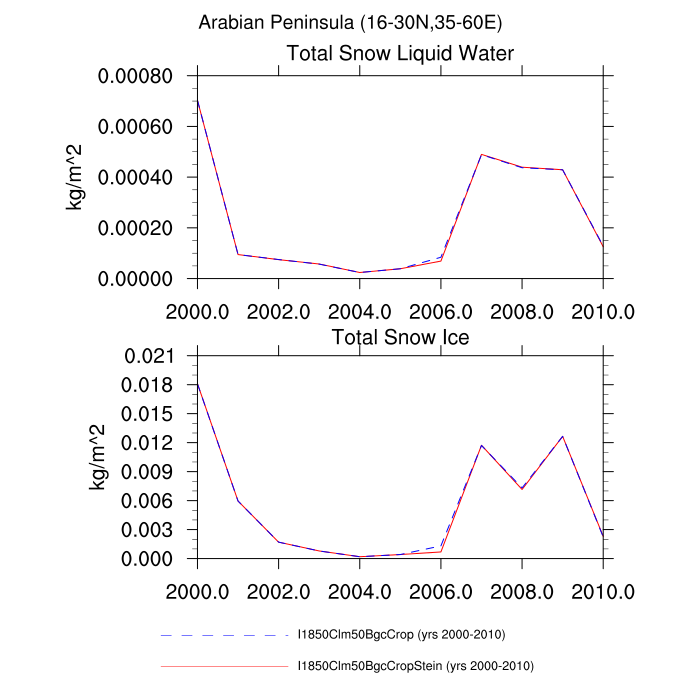 Arabian Peninsula (16-30N,35-60E)
Total Snow Liquid Water
0.00080
0.00060
0.00040
0.00020
0.00000
kg/m^2
2000.0 2002.0 2004.0 2006.0 2008.0 2010.0
Total Snow Ice
0.021
0.018
0.015
0.012
0.009
0.006
0.003
0.000
kg/m^2
2000.0 2002.0 2004.0 2006.0 2008.0 2010.0
I1850Clm50BgcCrop (yrs 2000-2010)
I1850Clm50BgcCropStein (yrs 2000-2010)